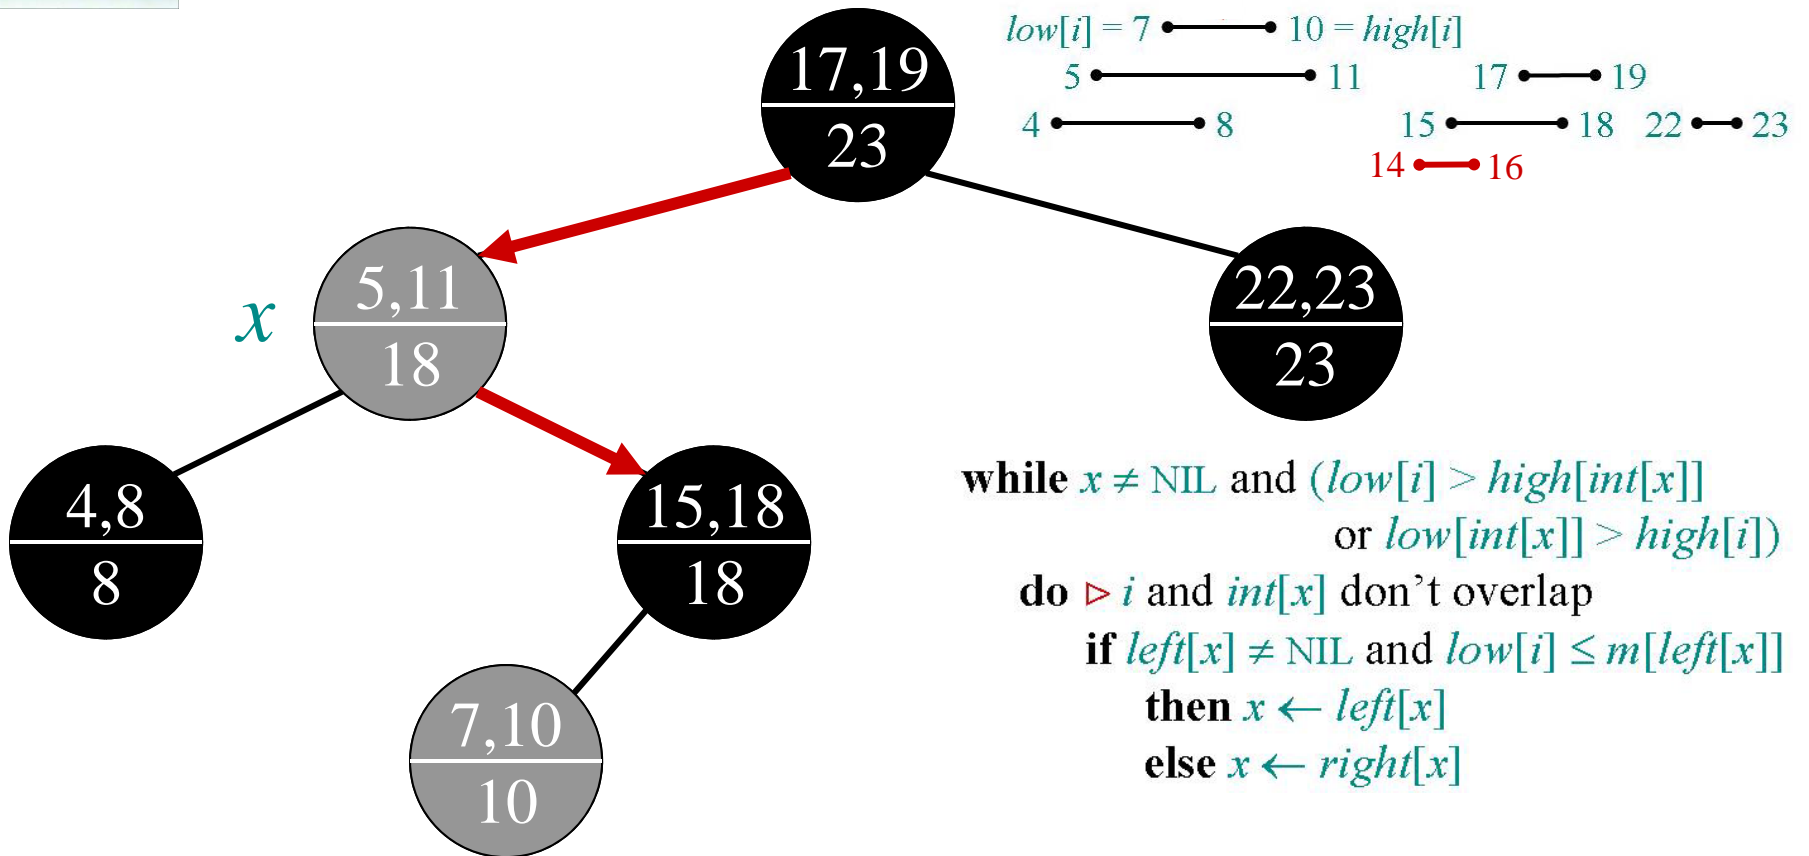 low[i] = 7 10 = high[i]
5 11 17 19
4 8 15 18 22 23
14 16
17,19
23
x
5,11
18
22,23
23
4,8
8
15,18
18
7,10
10
while x ≠ NIL and (low[i] > high[int[x]]
or low[int[x]] > high[i])
do ▷ i and int[x] don’t overlap
if left[x] ≠ NIL and low[i] ≤ m[left[x]]
then x ← left[x]
else x ← right[x]